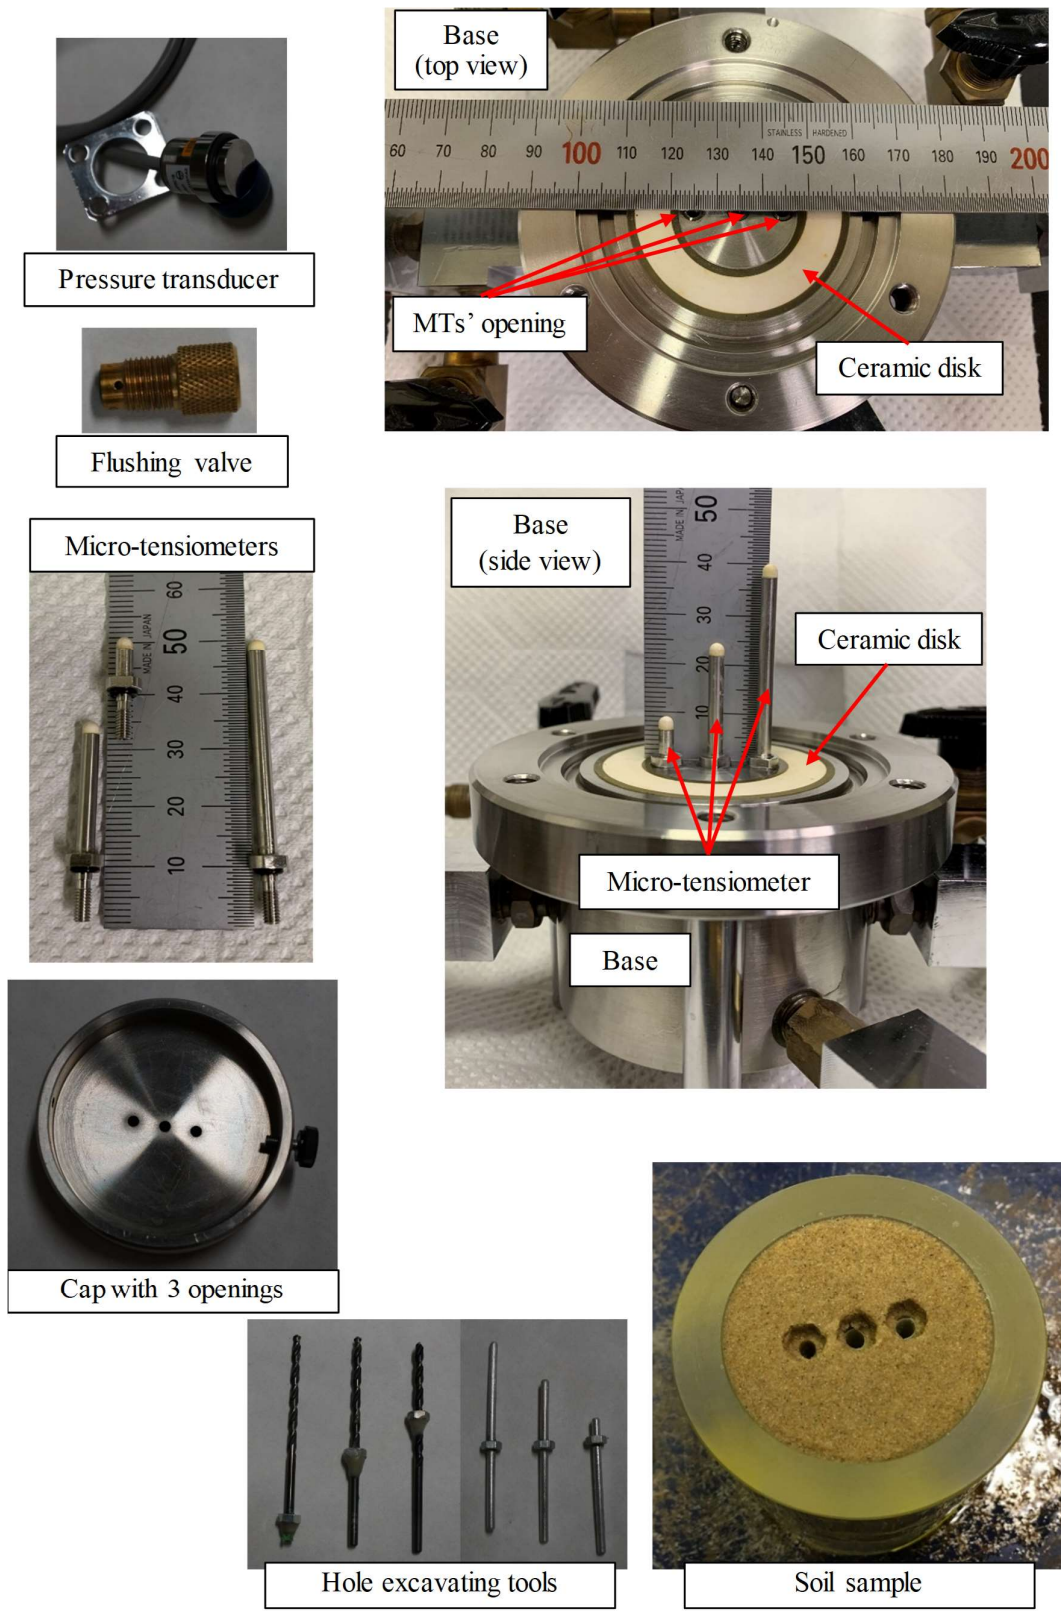 Base
(top view)
STAINLESS HARDENED
60 70 80 90 100 110 120 130 140 150 160 170 180 190 200
Pressure transducer
MTs' opening
Ceramic disk
Flushing valve
Base
(side view)
MADE IN JAPAN
50
40
30
20
10
Ceramic disk
Micro-tensiometers
60
50
MADE IN JAPAN
40
30
20
10
Micro-tensiometer
Base
Cap with 3 openings
Hole excavating tools
Soil sample